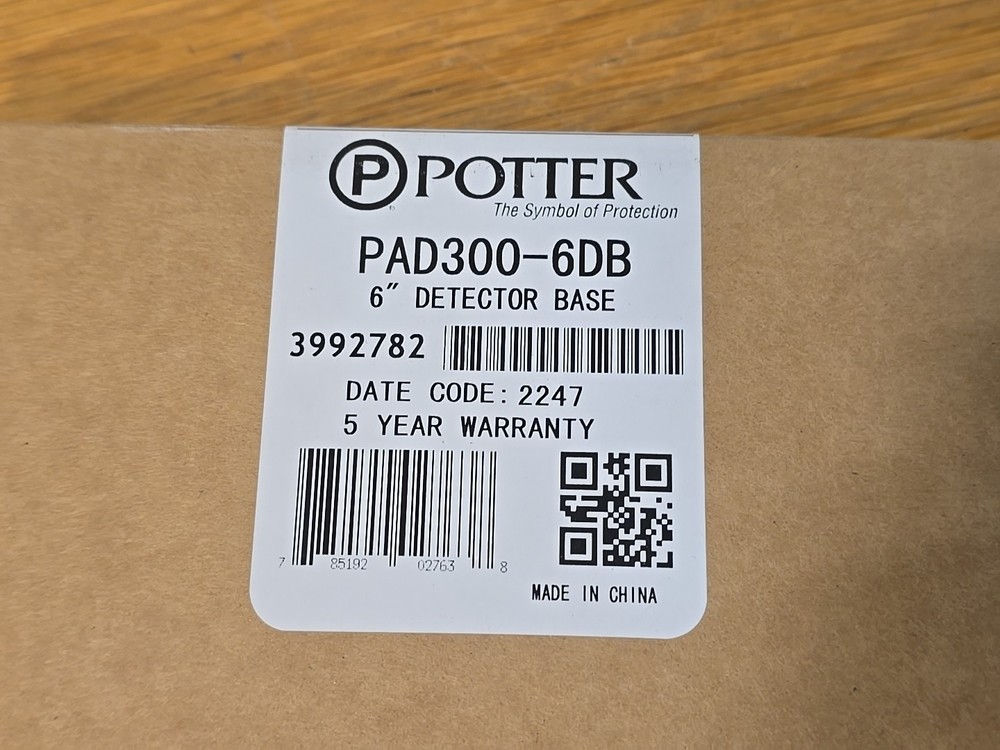 P POTTER
The Symbol of Protection
PAD300-6DB
6" DETECTOR BASE
3992782
DATE CODE: 2247
5 YEAR WARRANTY
7 85192 02763 8
MADE IN CHINA